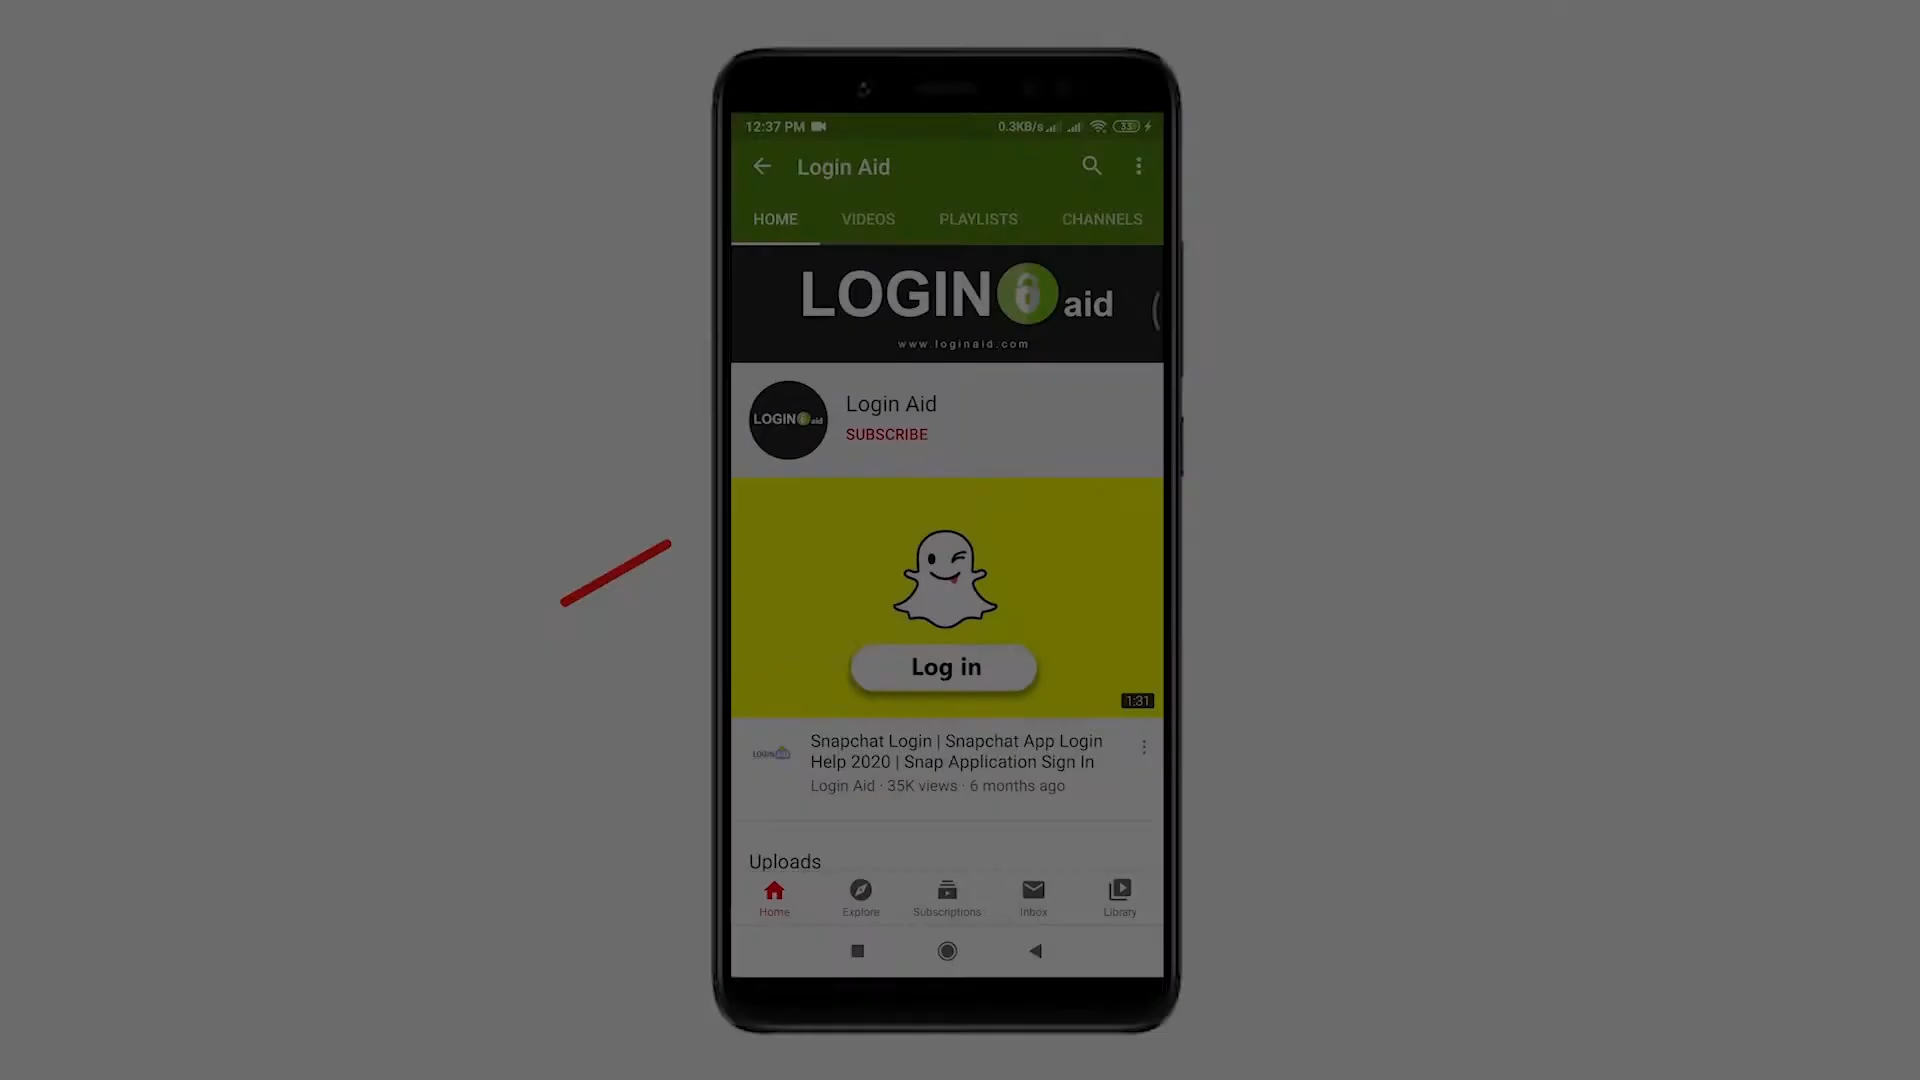 12:37 PM
0.3KB/s
33
Login Aid
HOME
VIDEOS
PLAYLISTS
CHANNELS
LOGIN aid
www.loginaid.com
LOGIN aid
Login Aid
SUBSCRIBE
Log in
1:31
Snapchat Login | Snapchat App Login
Help 2020 | Snap Application Sign In
Login Aid · 35K views · 6 months ago
Uploads
Home
Explore
Subscriptions
Inbox
Library